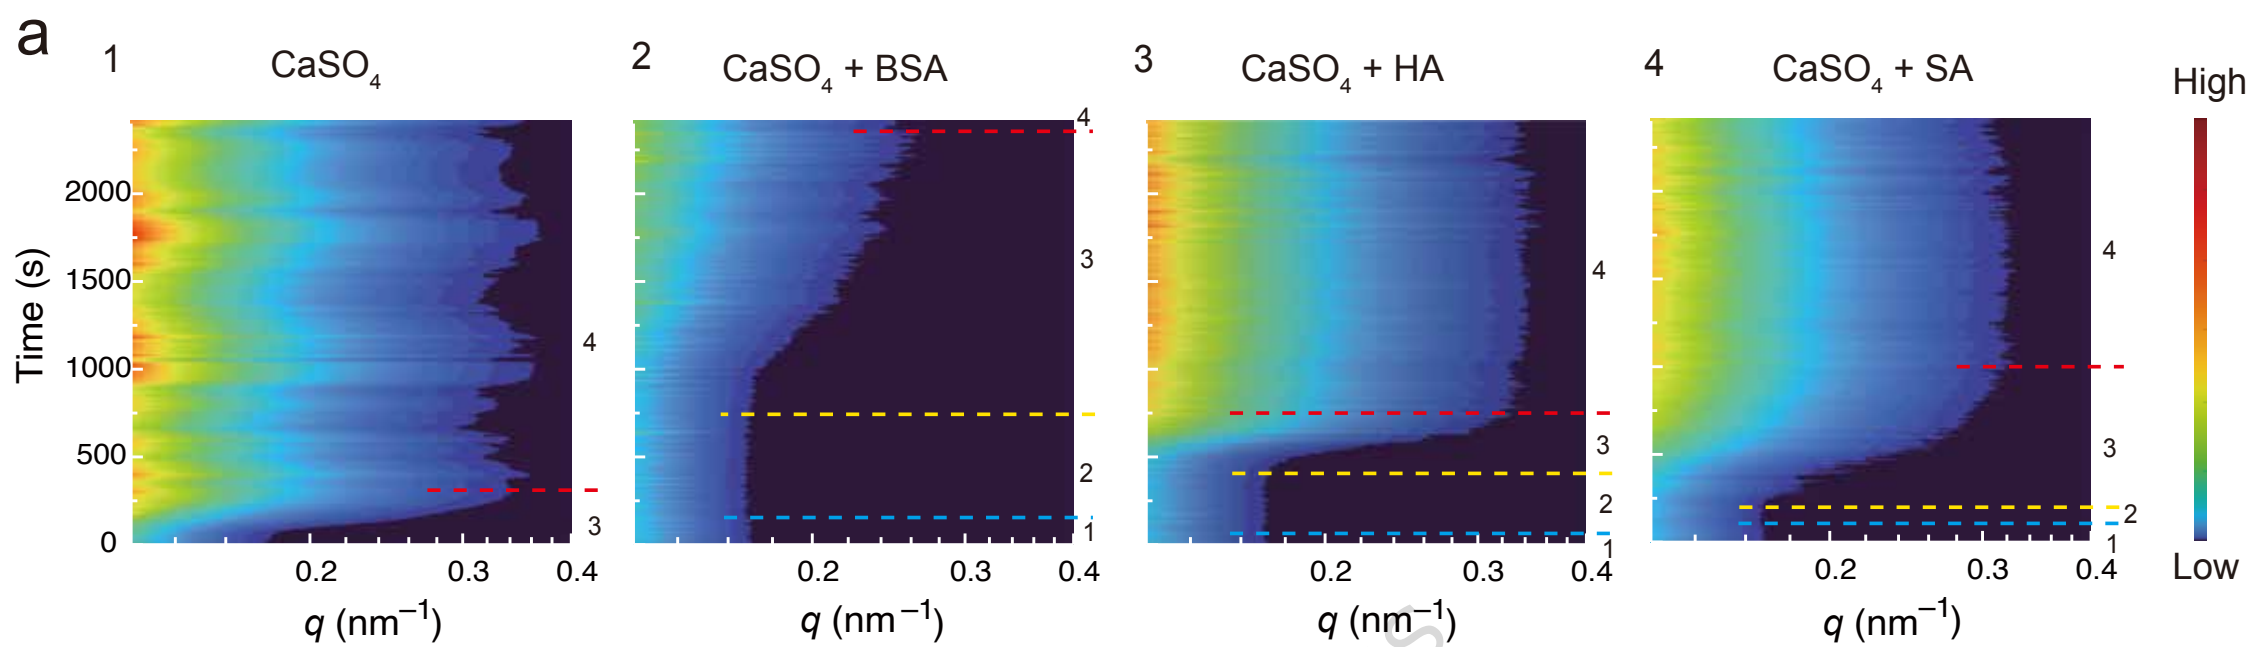 a
1 CaSO4
2 CaSO4 + BSA
3 CaSO4 + HA
4 CaSO4 + SA
High
Low
Time (s)
2000
1500
1000
500
0
4
3
0.2 0.3 0.4
q (nm−1)
4
3
2
1
0.2 0.3 0.4
q (nm−1)
4
3
2
1
0.2 0.3 0.4
q (nm−1)
4
3
2
1
0.2 0.3 0.4
q (nm−1)